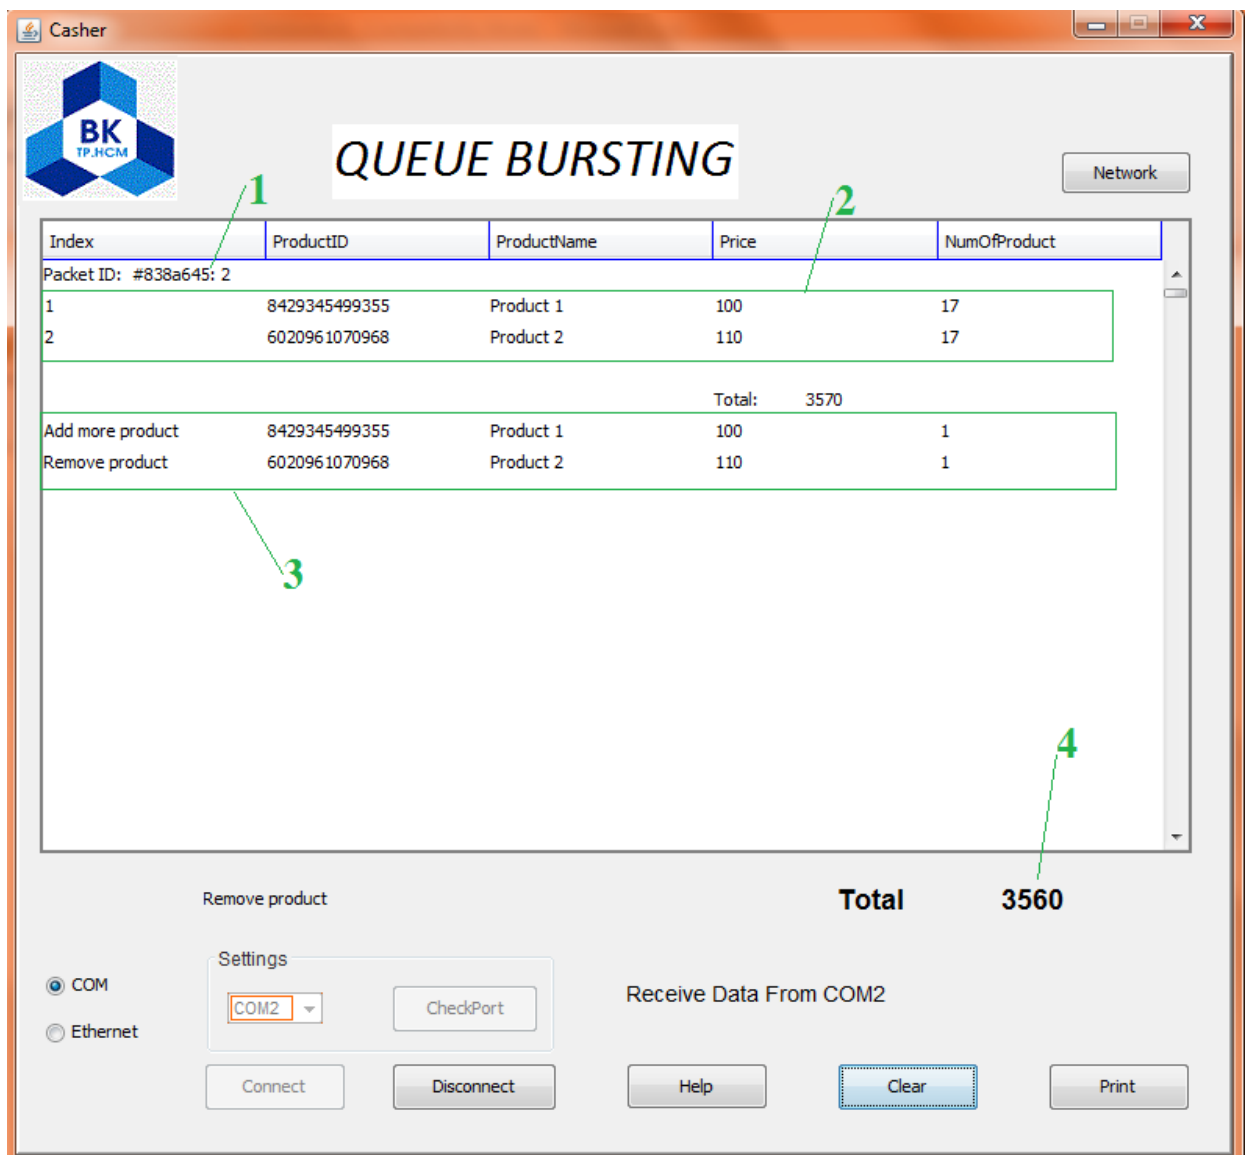 Casher
BK
TP.HCM
QUEUE BURSTING
Network
1
2
Index ProductID ProductName Price NumOfProduct
Packet ID: #838a645: 2
1 8429345499355 Product 1 100 17
2 6020961070968 Product 2 110 17
Total: 3570
Add more product 8429345499355 Product 1 100 1
Remove product 6020961070968 Product 2 110 1
3
4
Remove product Total 3560
Settings
COM
COM2 CheckPort Receive Data From COM2
Ethernet
Connect Disconnect Help Clear Print